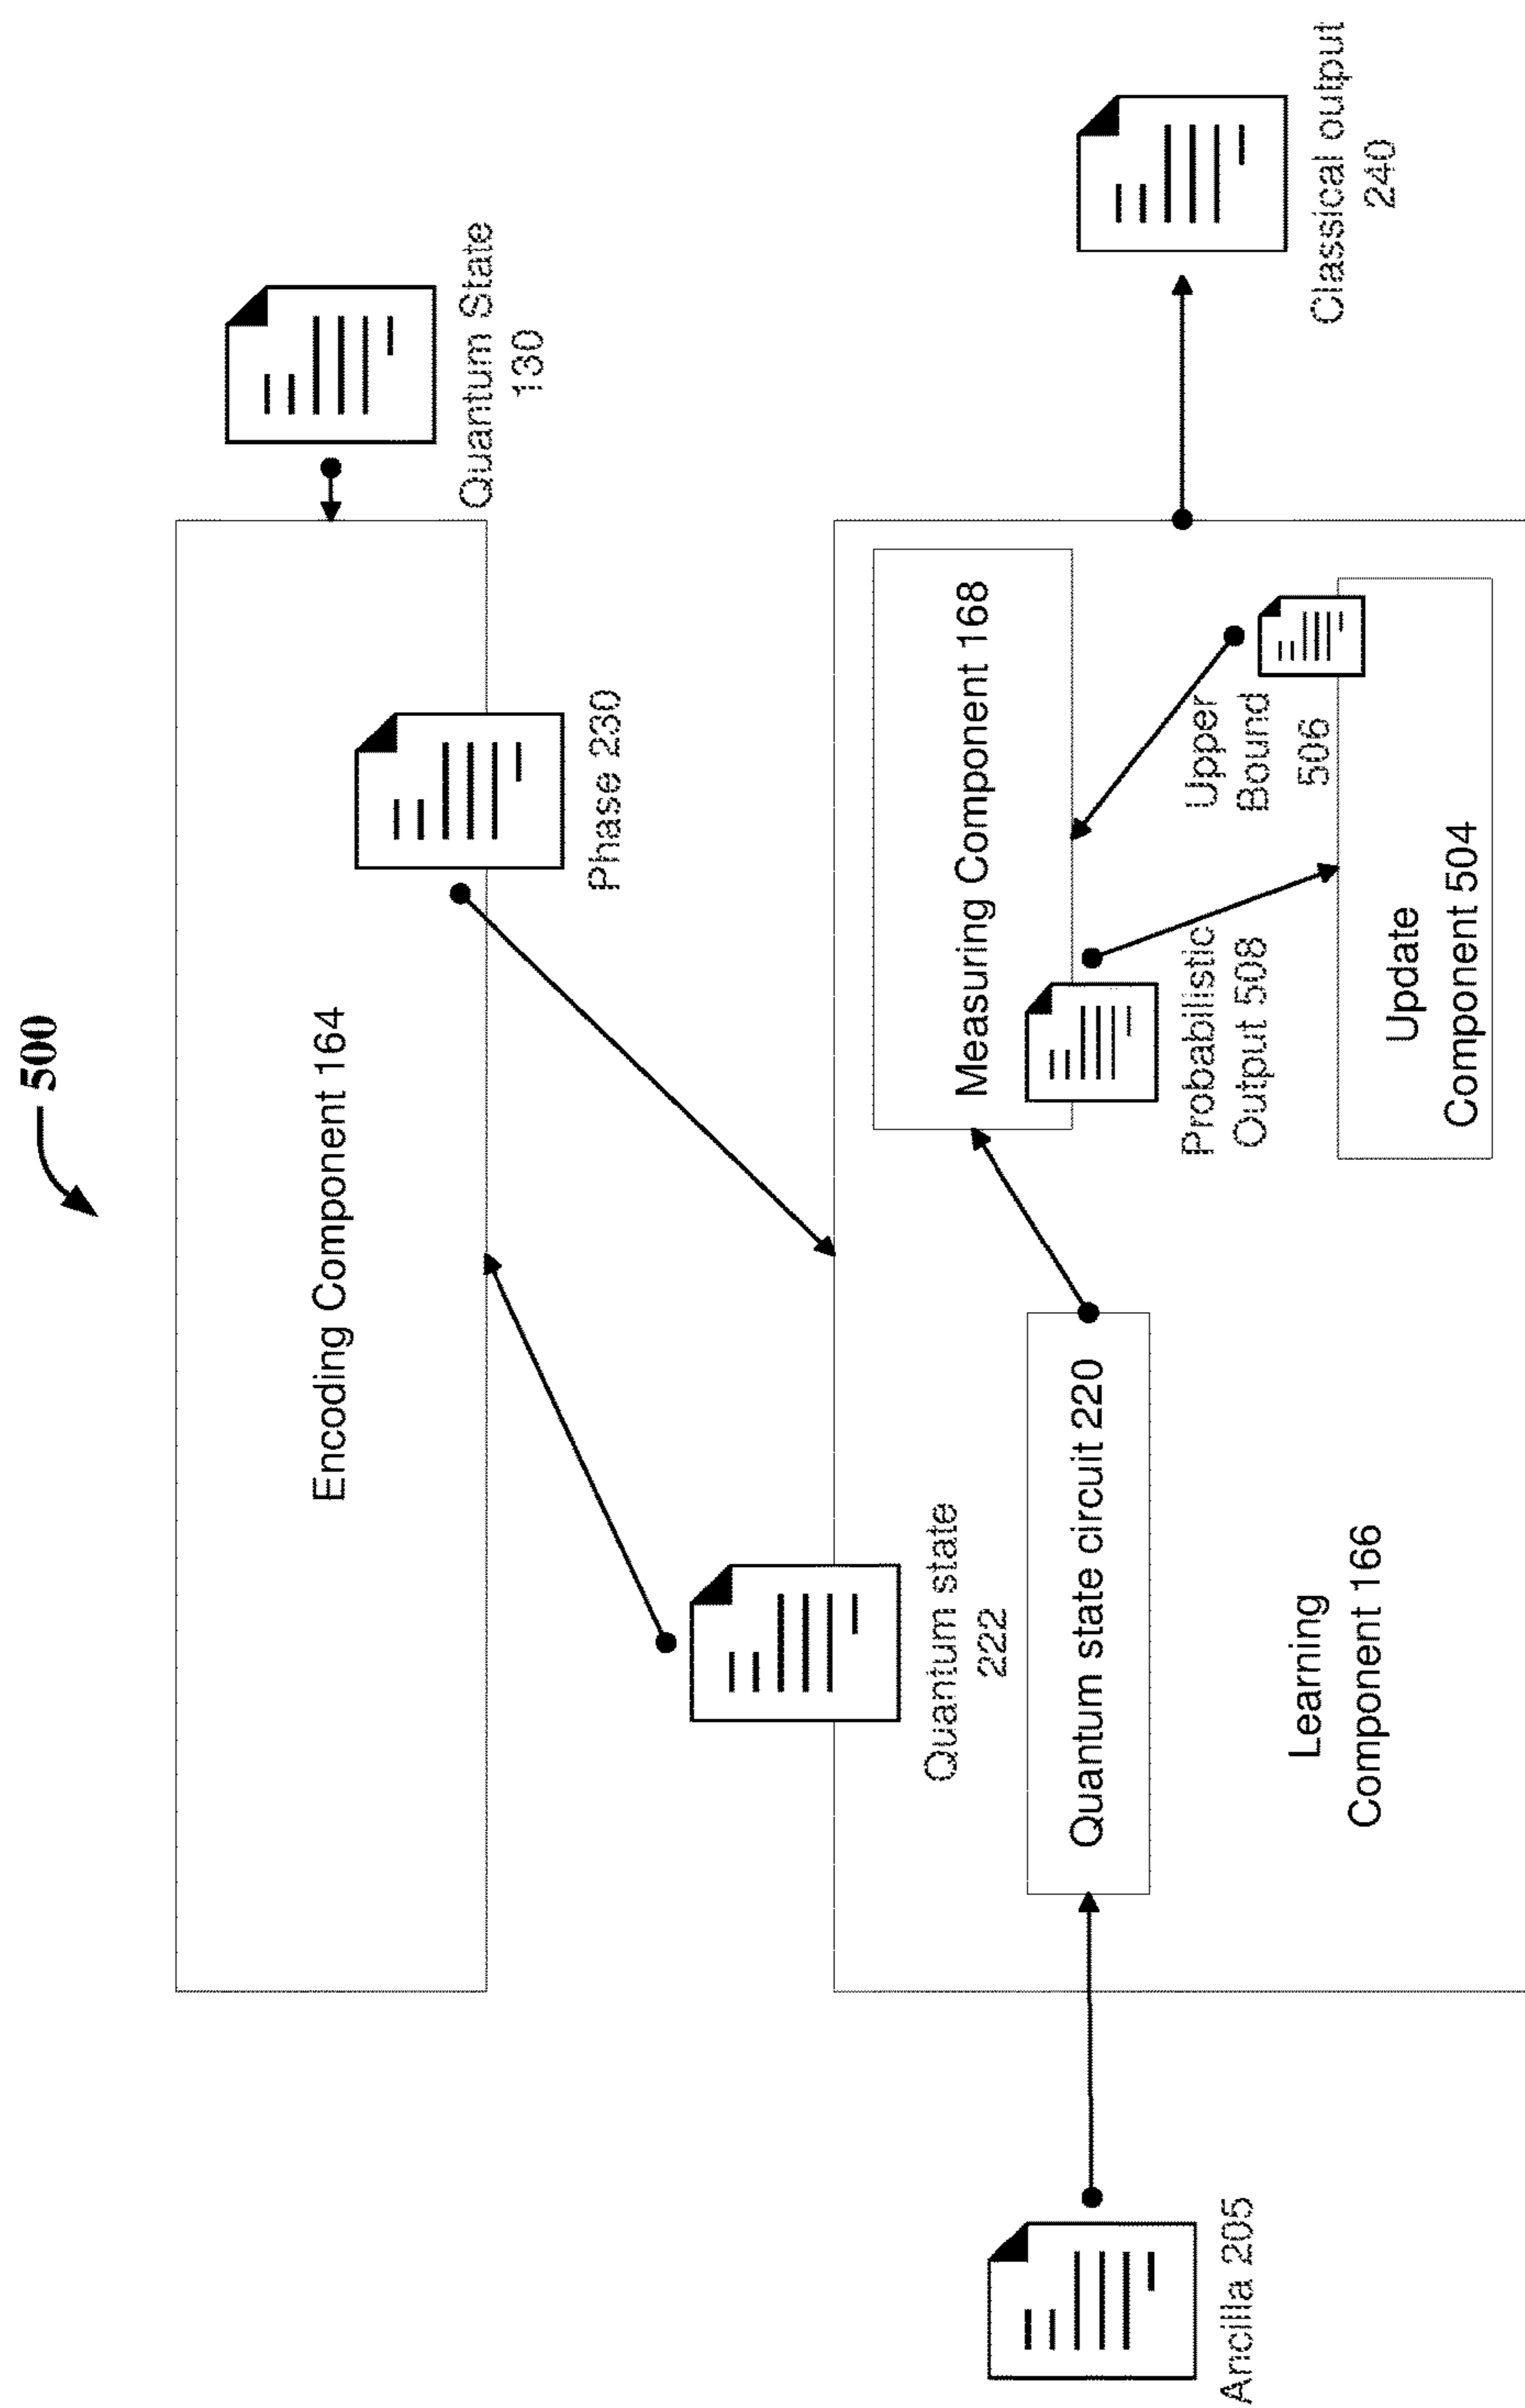 500
Encoding Component 164
Quantum State
130
Phase 230
Quantum state
222
Measuring Component 168
Upper
Bound
506
Probabilistic
Output 508
Update
Component 504
Quantum state circuit 220
Learning
Component 166
Ancilla 205
Classical output
240